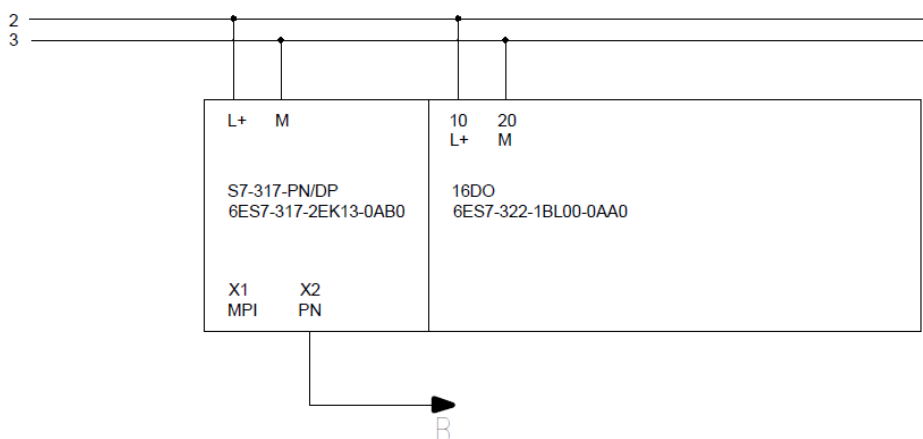 2
3
L+ M
10 20
L+ M
S7-317-PN/DP
6ES7-317-2EK13-0AB0
16DO
6ES7-322-1BL00-0AA0
X1 X2
MPI PN